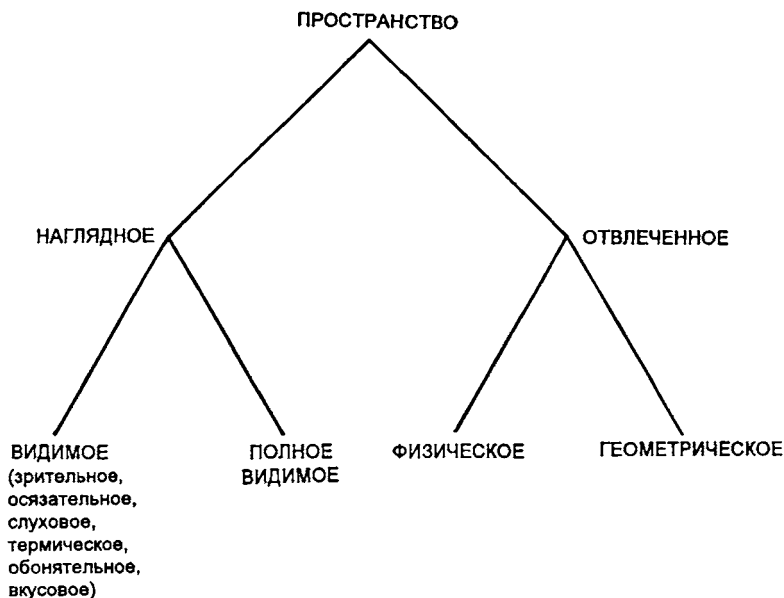 ПРОСТРАНСТВО
НАГЛЯДНОЕ
ОТВЛЕЧЕННОЕ
ВИДИМОЕ
(зрительное,
осязательное,
слуховое,
термическое,
обонятельное,
вкусовое)
ПОЛНОЕ
ВИДИМОЕ
ФИЗИЧЕСКОЕ
ГЕОМЕТРИЧЕСКОЕ